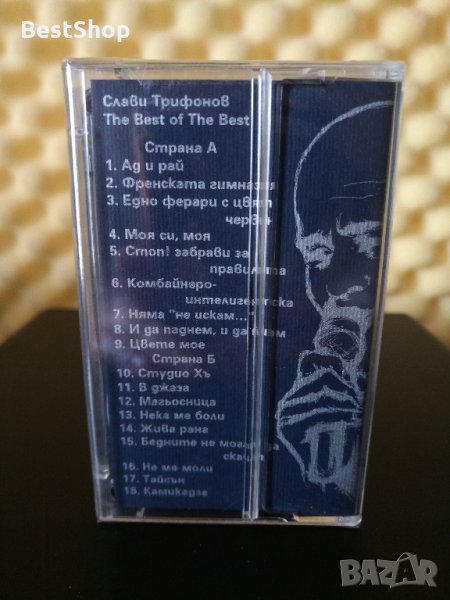 BestShop
Слави Трифонов
The Best of The Best
Страна А
1. Ад и рай
2. Френската гимназия
3. Едно ферари с цвят
червен
4. Моя си, моя
5. Стоп! забрави за
правилата
6. Комбайнеро-
интелигентска
7. Няма "не искам..."
8. И да паднем, и да бием
9. Цвете мое
Страна Б
10. Студио Хъ
11. В джаза
12. Магьосница
13. Нека ме боли
14. Жива рана
15. Бедните не могат да
скачат
16. Не ме моли
17. Тайсън
18. Камикадзе
BAZAR